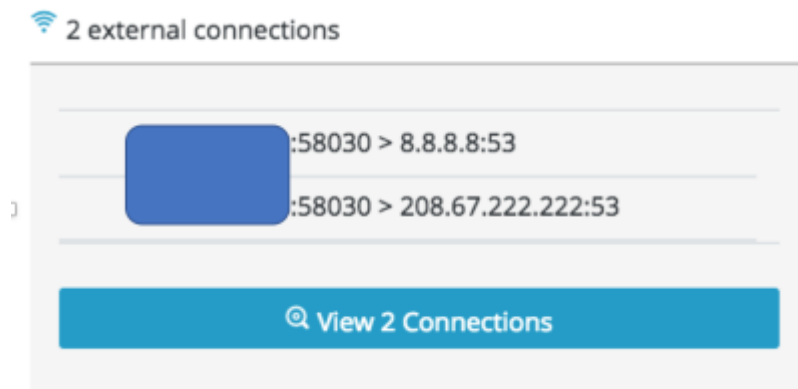 2 external connections
:58030 > 8.8.8.8:53
:58030 > 208.67.222.222:53
View 2 Connections